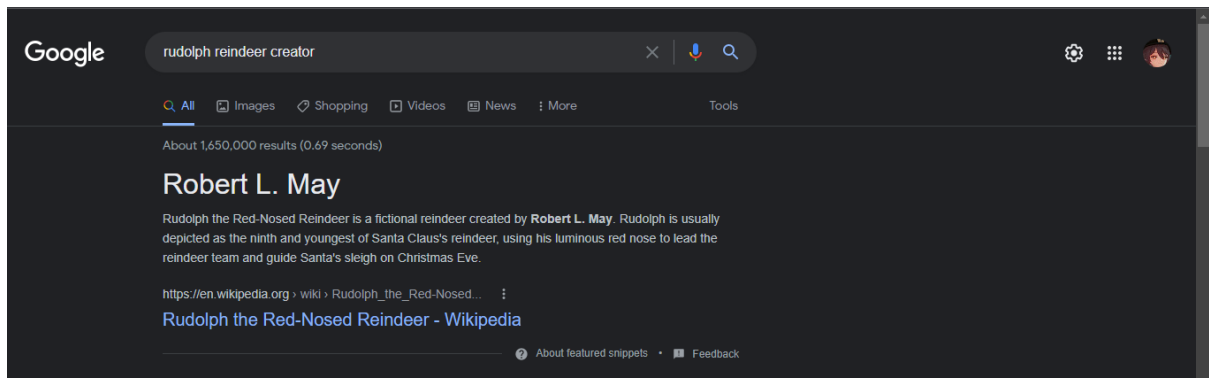 Google
rudolph reindeer creator
All Images Shopping Videos News More Tools
About 1,650,000 results (0.69 seconds)
Robert L. May
Rudolph the Red-Nosed Reindeer is a fictional reindeer created by Robert L. May. Rudolph is usually
depicted as the ninth and youngest of Santa Claus's reindeer, using his luminous red nose to lead the
reindeer team and guide Santa's sleigh on Christmas Eve.
https://en.wikipedia.org › wiki › Rudolph_the_Red-Nosed...
Rudolph the Red-Nosed Reindeer - Wikipedia
About featured snippets • Feedback